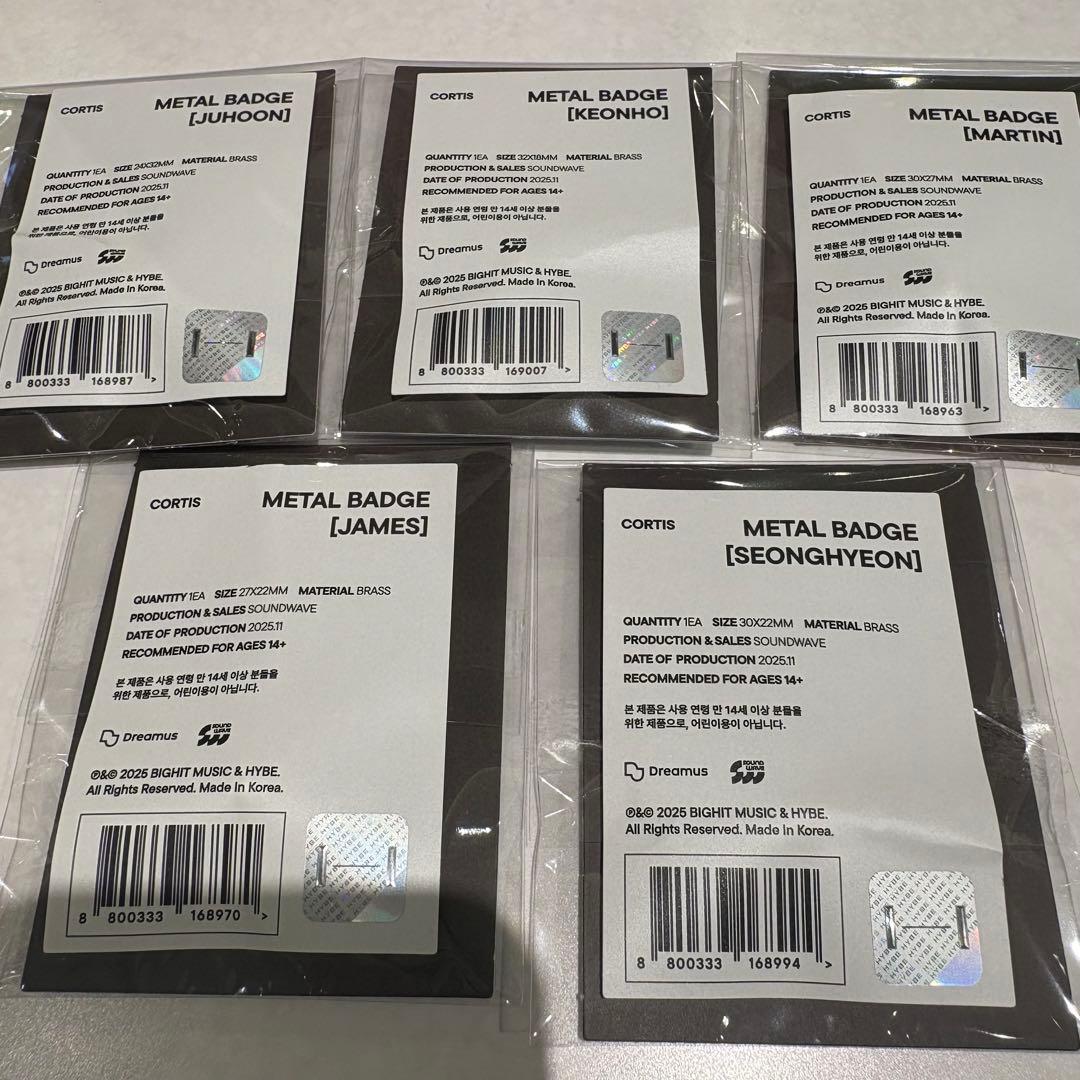 CORTIS
METAL BADGE
[JUHOON]
QUANTITY 1EA SIZE 24X32MM MATERIAL BRASS
PRODUCTION & SALES SOUNDWAVE
DATE OF PRODUCTION 2025.11
RECOMMENDED FOR AGES 14+
본 제품은 사용 연령 만 14세 이상 분들을
위한 제품으로, 어린이용이 아닙니다.
Dreamus SOUND WAVE
℗&© 2025 BIGHIT MUSIC & HYBE.
All Rights Reserved. Made In Korea.
8 800333 168987 >
CORTIS
METAL BADGE
[KEONHO]
QUANTITY 1EA SIZE 32X18MM MATERIAL BRASS
PRODUCTION & SALES SOUNDWAVE
DATE OF PRODUCTION 2025.11
RECOMMENDED FOR AGES 14+
본 제품은 사용 연령 만 14세 이상 분들을
위한 제품으로, 어린이용이 아닙니다.
Dreamus SOUND WAVE
℗&© 2025 BIGHIT MUSIC & HYBE.
All Rights Reserved. Made In Korea.
8 800333 169007 >
CORTIS
METAL BADGE
[MARTIN]
QUANTITY 1EA SIZE 30X27MM MATERIAL BRASS
PRODUCTION & SALES SOUNDWAVE
DATE OF PRODUCTION 2025.11
RECOMMENDED FOR AGES 14+
본 제품은 사용 연령 만 14세 이상 분들을
위한 제품으로, 어린이용이 아닙니다.
Dreamus SOUND WAVE
℗&© 2025 BIGHIT MUSIC & HYBE.
All Rights Reserved. Made In Korea.
8 800333 168963 >
CORTIS
METAL BADGE
[JAMES]
QUANTITY 1EA SIZE 27X22MM MATERIAL BRASS
PRODUCTION & SALES SOUNDWAVE
DATE OF PRODUCTION 2025.11
RECOMMENDED FOR AGES 14+
본 제품은 사용 연령 만 14세 이상 분들을
위한 제품으로, 어린이용이 아닙니다.
Dreamus SOUND WAVE
℗&© 2025 BIGHIT MUSIC & HYBE.
All Rights Reserved. Made In Korea.
8 800333 168970 >
HYBE HYBE HYBE
CORTIS
METAL BADGE
[SEONGHYEON]
QUANTITY 1EA SIZE 30X22MM MATERIAL BRASS
PRODUCTION & SALES SOUNDWAVE
DATE OF PRODUCTION 2025.11
RECOMMENDED FOR AGES 14+
본 제품은 사용 연령 만 14세 이상 분들을
위한 제품으로, 어린이용이 아닙니다.
Dreamus SOUND WAVE
℗&© 2025 BIGHIT MUSIC & HYBE.
All Rights Reserved. Made In Korea.
8 800333 168994 >
HYBE HYBE HYBE